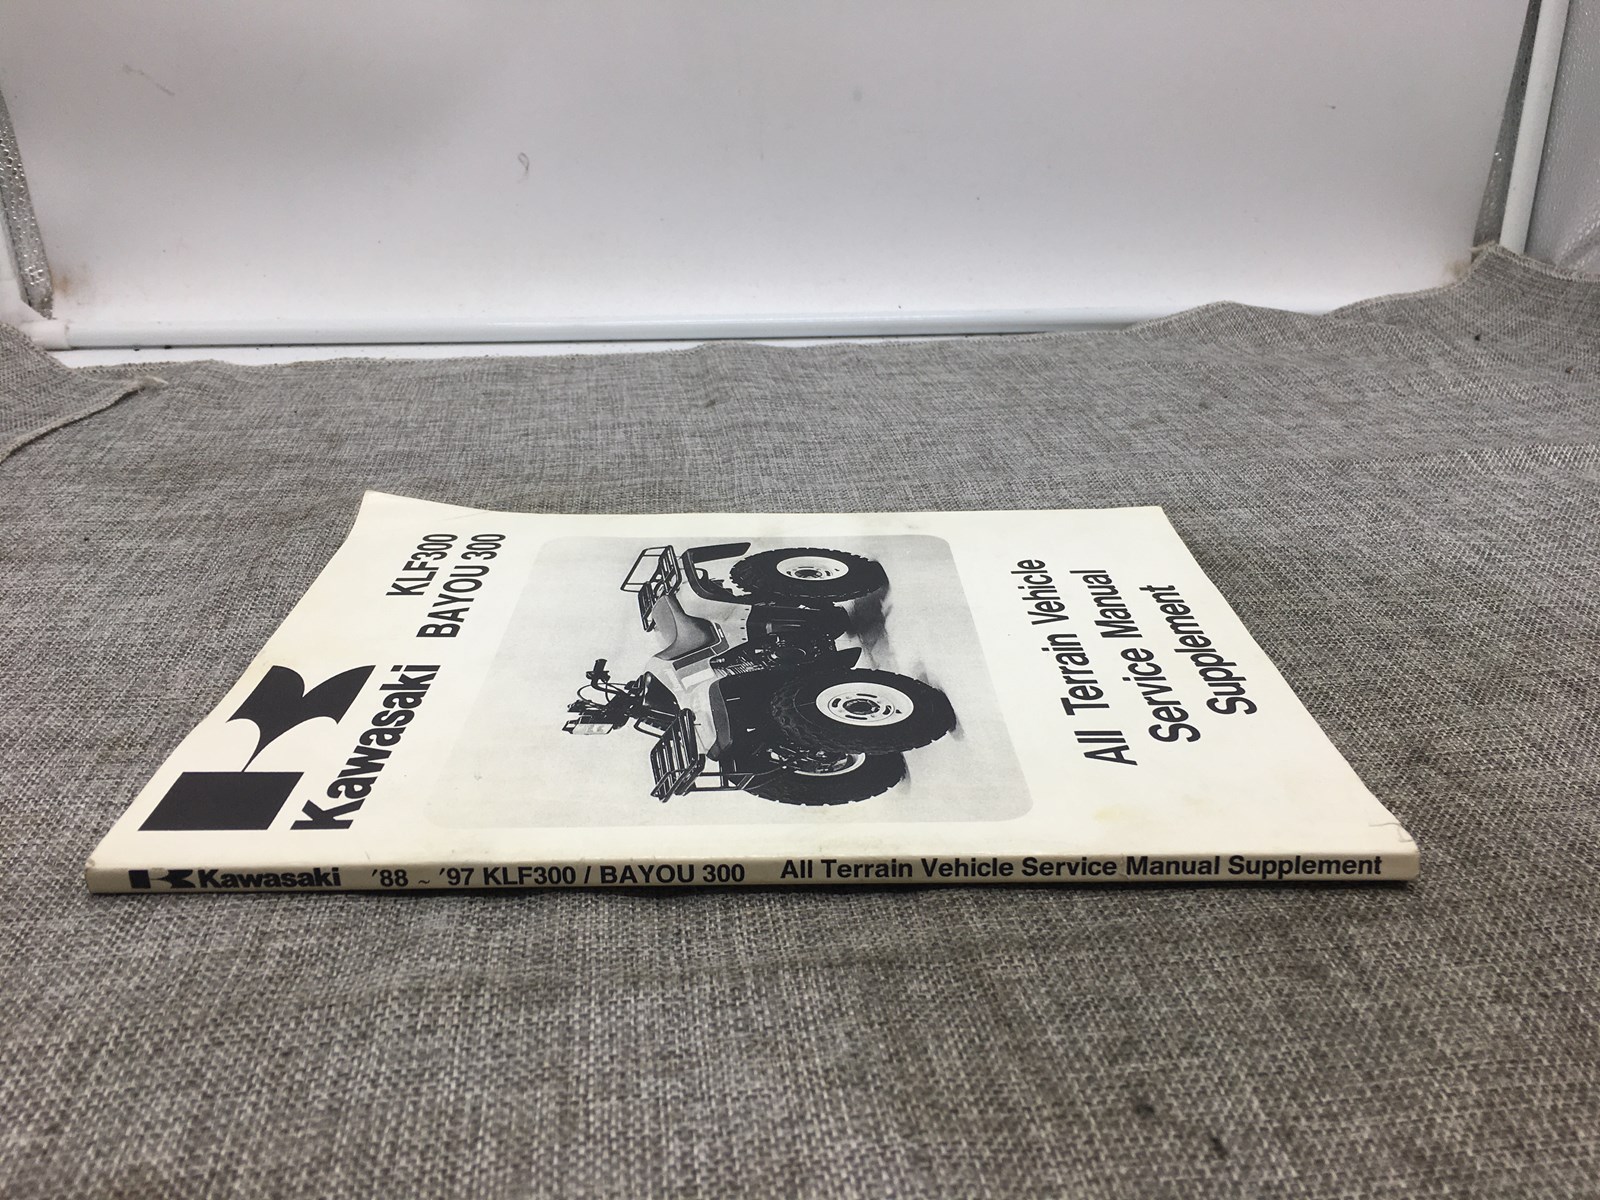 Kawasaki
KLF300
BAYOU 300
All Terrain Vehicle
Service Manual
Supplement
Kawasaki '88 ~ '97 KLF300 / BAYOU 300 All Terrain Vehicle Service Manual Supplement